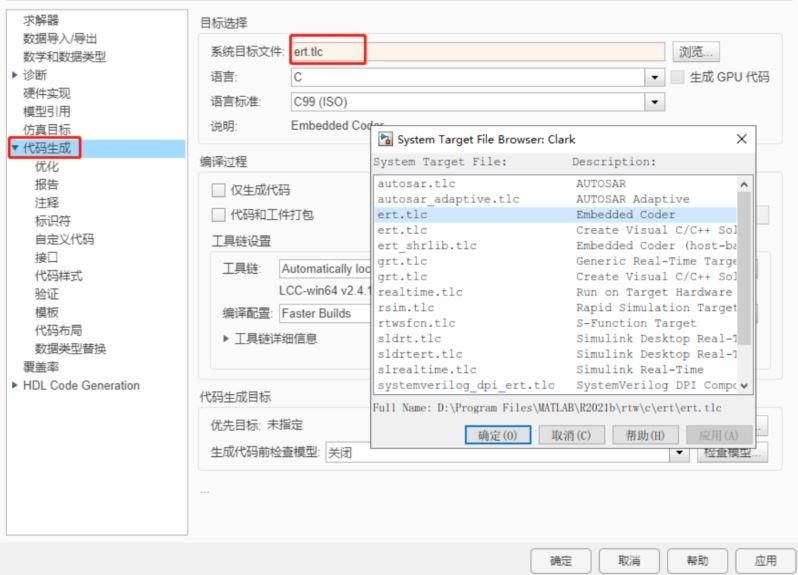 求解器
数据导入/导出
数学和数据类型
诊断
硬件实现
模型引用
仿真目标
代码生成
优化
报告
注释
标识符
自定义代码
接口
代码样式
验证
模板
代码布局
数据类型替换
覆盖率
HDL Code Generation
目标选择
系统目标文件: ert.tlc 浏览...
语言: C 生成 GPU 代码
语言标准: C99 (ISO)
说明: Embedded Coder
编译过程
仅生成代码
代码和工件打包
工具链设置
工具链: Automatically loc
LCC-win64 v2.4.1
编译配置: Faster Builds
工具链详细信息
代码生成目标
优先目标: 未指定
生成代码前检查模型: 关闭 检查模型...
...
System Target File Browser: Clark
System Target File: Description:
autosar.tlc AUTOSAR
autosar_adaptive.tlc AUTOSAR Adaptive
ert.tlc Embedded Coder
ert.tlc Create Visual C/C++ Sol
ert_shrlib.tlc Embedded Coder (host-ba
grt.tlc Generic Real-Time Targe
grt.tlc Create Visual C/C++ Sol
realtime.tlc Run on Target Hardware
rsim.tlc Rapid Simulation Target
rtwsfcn.tlc S-Function Target
sldrt.tlc Simulink Desktop Real-T
sldrtert.tlc Simulink Desktop Real-T
slrealtime.tlc Simulink Real-Time
systemverilog_dpi_ert.tlc SystemVerilog DPI Compo
Full Name: D:\Program Files\MATLAB\R2021b\rtw\c\ert\ert.tlc
确定(O) 取消(C) 帮助(H) 应用(A)
确定 取消 帮助 应用